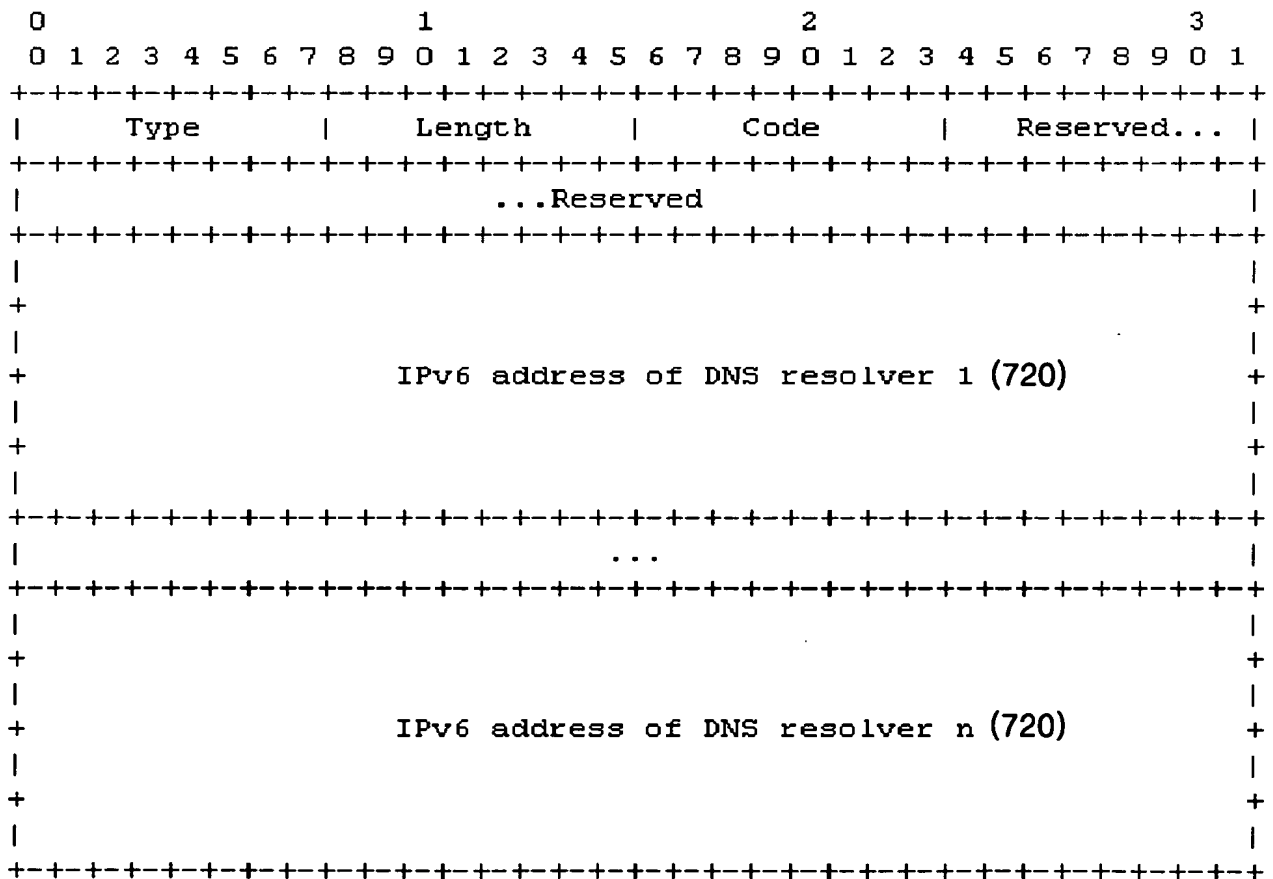 0 1 2 3
0 1 2 3 4 5 6 7 8 9 0 1 2 3 4 5 6 7 8 9 0 1 2 3 4 5 6 7 8 9 0 1
+-+-+-+-+-+-+-+-+-+-+-+-+-+-+-+-+-+-+-+-+-+-+-+-+-+-+-+-+-+-+-+-+
| Type | Length | Code | Reserved... |
+-+-+-+-+-+-+-+-+-+-+-+-+-+-+-+-+-+-+-+-+-+-+-+-+-+-+-+-+-+-+-+-+
| ...Reserved |
+-+-+-+-+-+-+-+-+-+-+-+-+-+-+-+-+-+-+-+-+-+-+-+-+-+-+-+-+-+-+-+-+
| |
+ +
| |
+ IPv6 address of DNS resolver 1 (720) +
| |
+ +
| |
+-+-+-+-+-+-+-+-+-+-+-+-+-+-+-+-+-+-+-+-+-+-+-+-+-+-+-+-+-+-+-+-+
| ... |
+-+-+-+-+-+-+-+-+-+-+-+-+-+-+-+-+-+-+-+-+-+-+-+-+-+-+-+-+-+-+-+-+
| |
+ +
| |
+ IPv6 address of DNS resolver n (720) +
| |
+ +
| |
+-+-+-+-+-+-+-+-+-+-+-+-+-+-+-+-+-+-+-+-+-+-+-+-+-+-+-+-+-+-+-+-+